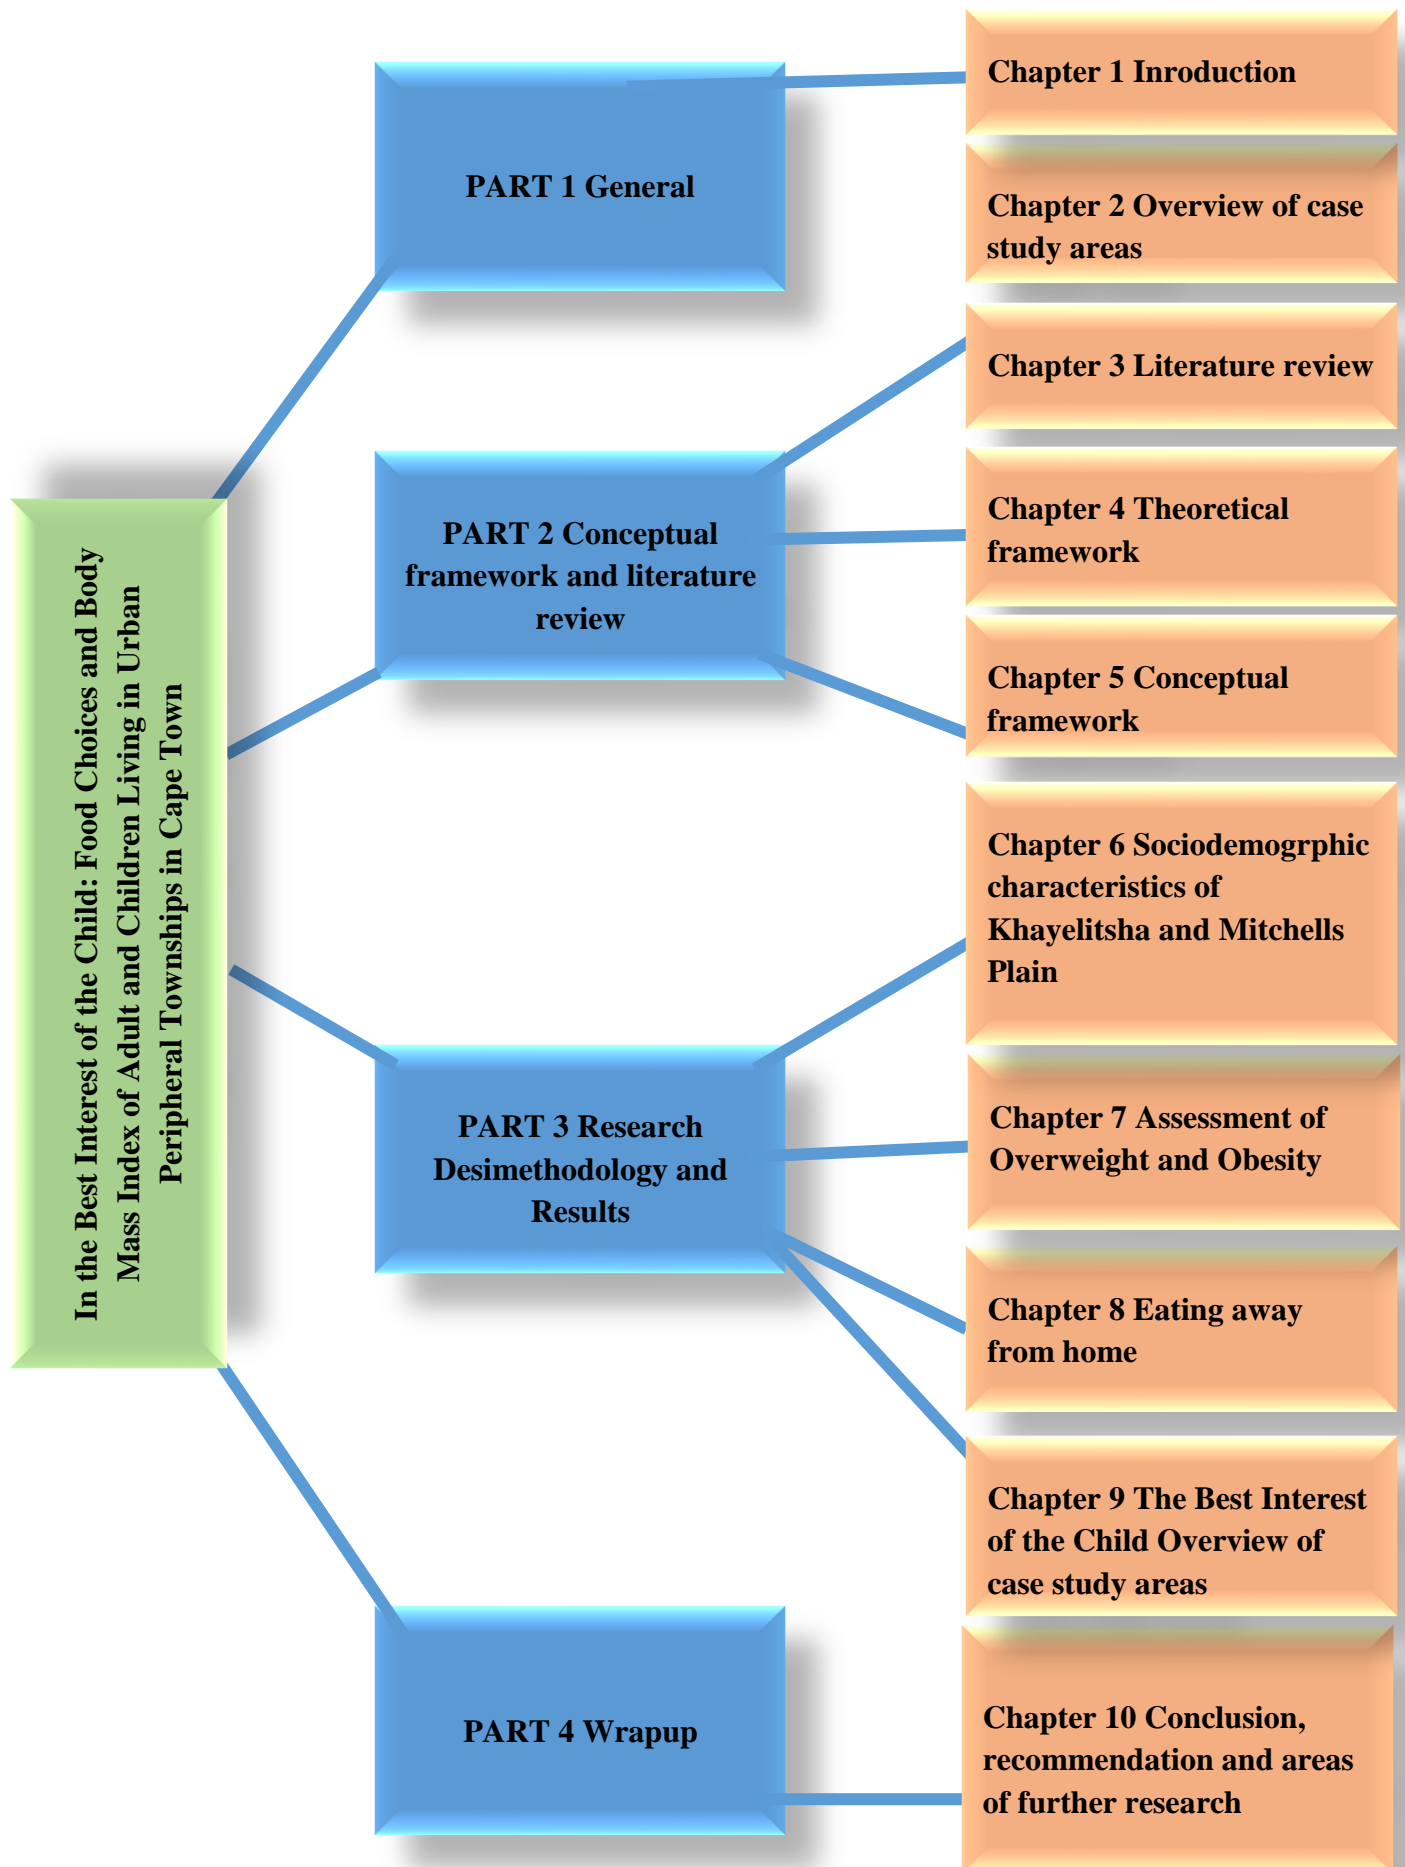 In the Best Interest of the Child: Food Choices and Body
Mass Index of Adult and Children Living in Urban
Peripheral Townships in Cape Town
PART 1 General
Chapter 1 Inroduction
Chapter 2 Overview of case
study areas
PART 2 Conceptual
framework and literature
review
Chapter 3 Literature review
Chapter 4 Theoretical
framework
Chapter 5 Conceptual
framework
PART 3 Research
Desimethodology and
Results
Chapter 6 Sociodemogrphic
characteristics of
Khayelitsha and Mitchells
Plain
Chapter 7 Assessment of
Overweight and Obesity
Chapter 8 Eating away
from home
Chapter 9 The Best Interest
of the Child Overview of
case study areas
PART 4 Wrapup
Chapter 10 Conclusion,
recommendation and areas
of further research